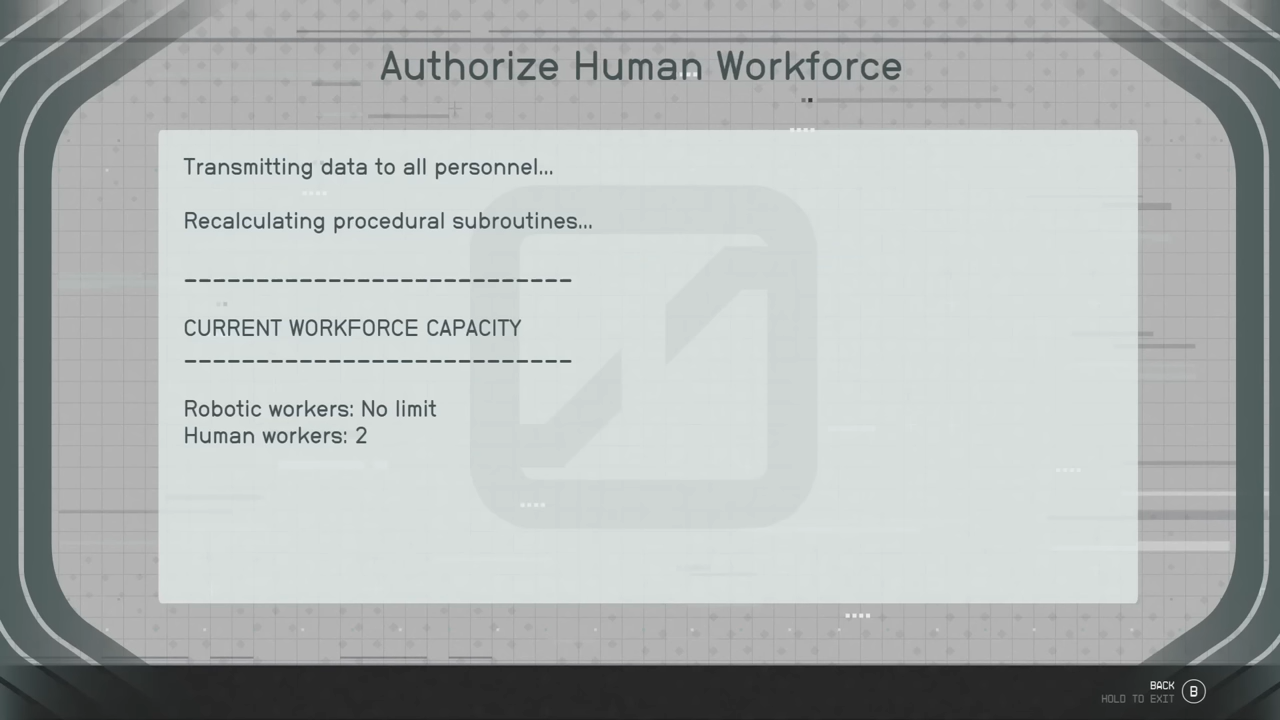 Authorize Human Workforce
Transmitting data to all personnel...
Recalculating procedural subroutines...
---------------------------
CURRENT WORKFORCE CAPACITY
---------------------------
Robotic workers: No limit
Human workers: 2
BACK
HOLD TO EXIT
B